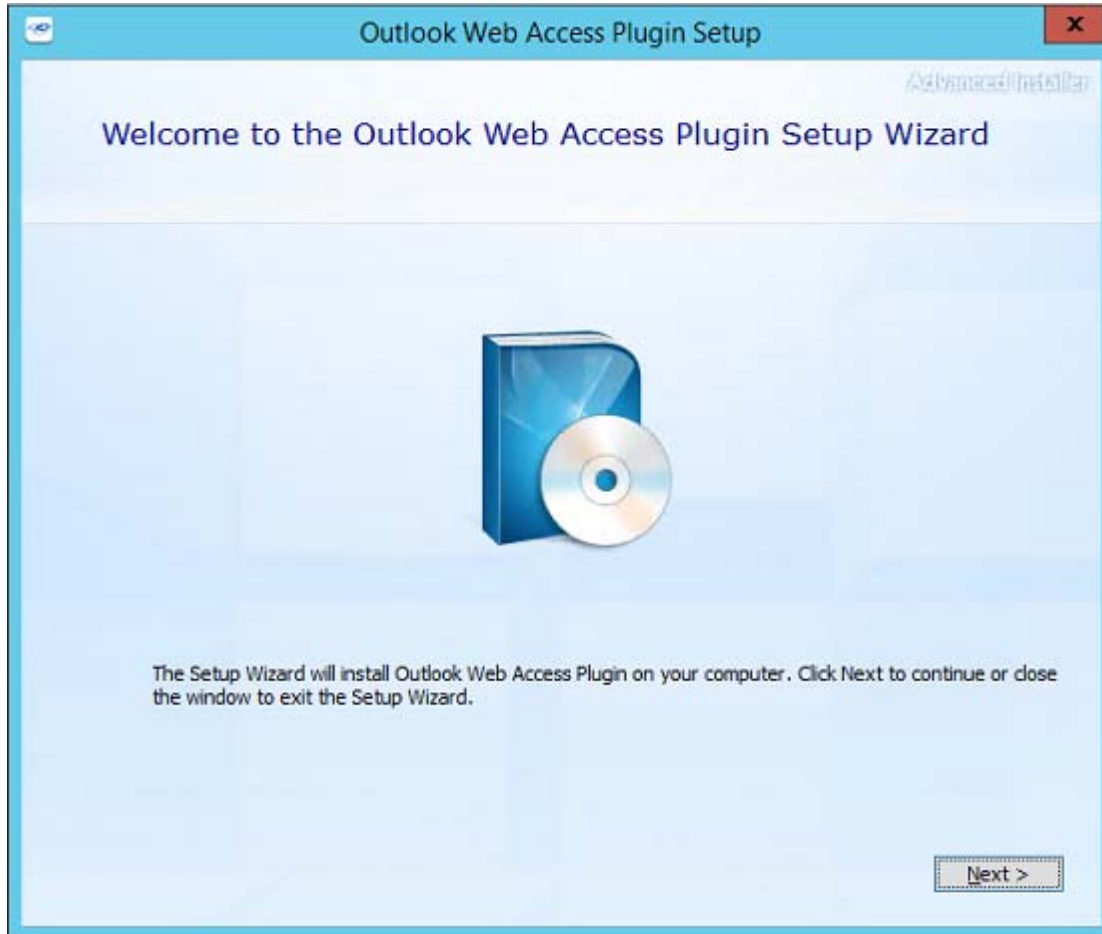 Outlook Web Access Plugin Setup
x
Advanced Installer
Welcome to the Outlook Web Access Plugin Setup Wizard
The Setup Wizard will install Outlook Web Access Plugin on your computer. Click Next to continue or close
the window to exit the Setup Wizard.
Next >